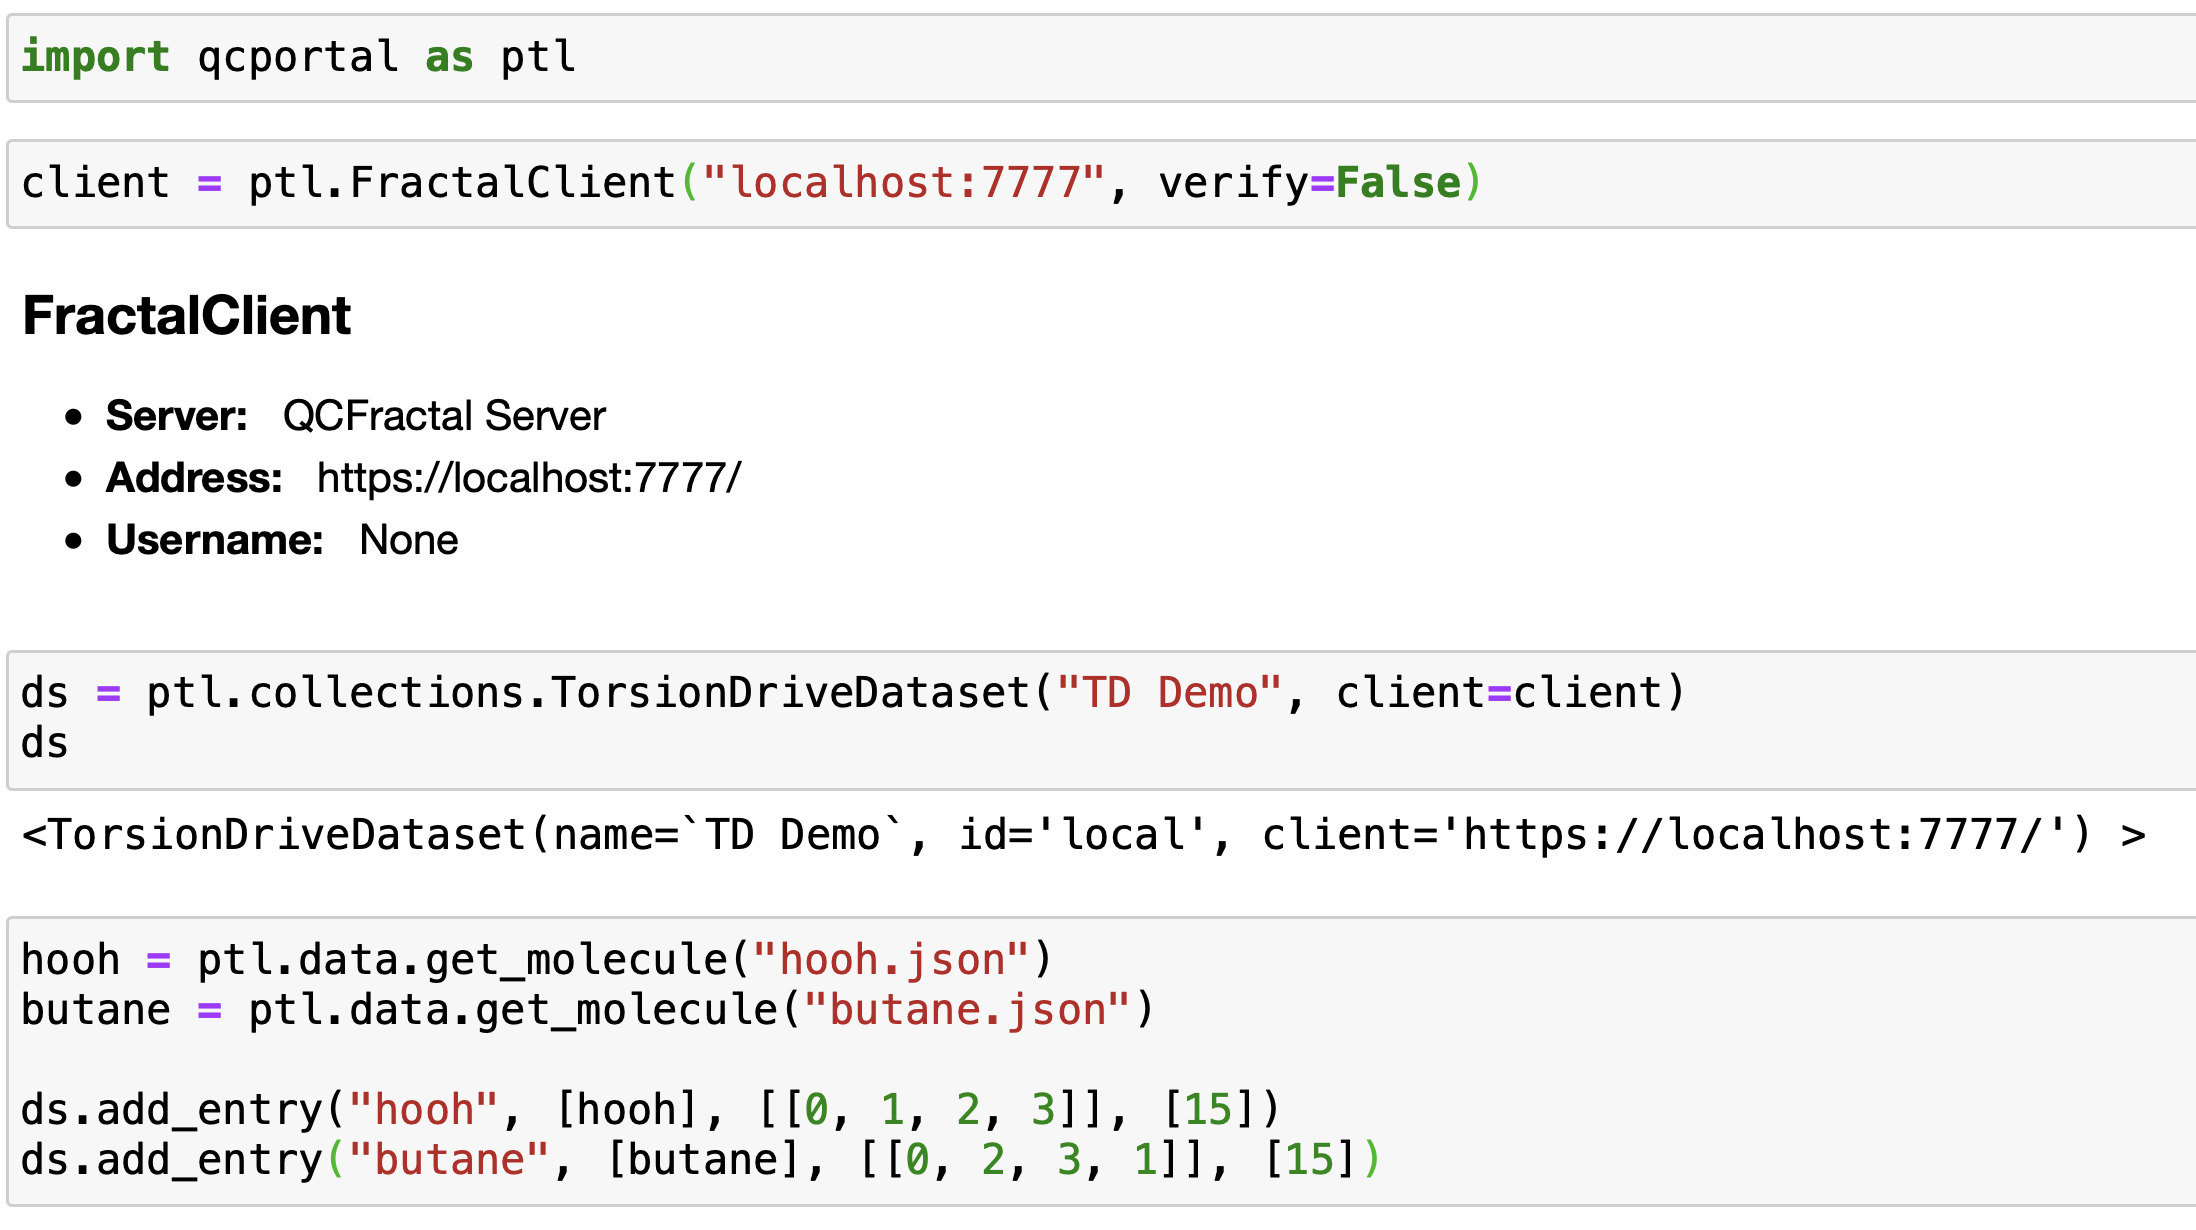 import qcportal as ptl
client = ptl.FractalClient("localhost:7777", verify=False)
FractalClient
• Server:   QCFractal Server
• Address:   https://localhost:7777/
• Username:   None
ds = ptl.collections.TorsionDriveDataset("TD Demo", client=client)
ds
<TorsionDriveDataset(name=`TD Demo`, id='local', client='https://localhost:7777/') >
hooh = ptl.data.get_molecule("hooh.json")
butane = ptl.data.get_molecule("butane.json")
ds.add_entry("hooh", [hooh], [[0, 1, 2, 3]], [15])
ds.add_entry("butane", [butane], [[0, 2, 3, 1]], [15])